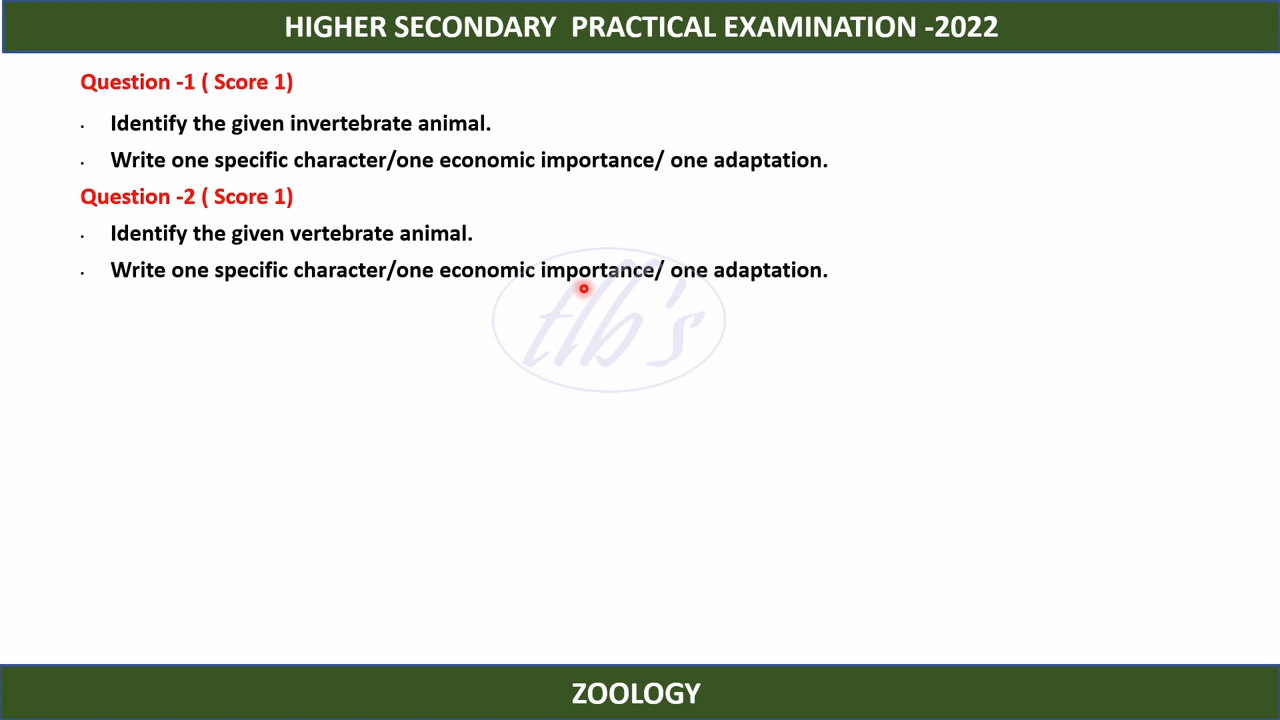 HIGHER SECONDARY PRACTICAL EXAMINATION -2022
Question -1 ( Score 1)
· Identify the given invertebrate animal.
· Write one specific character/one economic importance/ one adaptation.
Question -2 ( Score 1)
· Identify the given vertebrate animal.
· Write one specific character/one economic importance/ one adaptation.
tlb's
ZOOLOGY